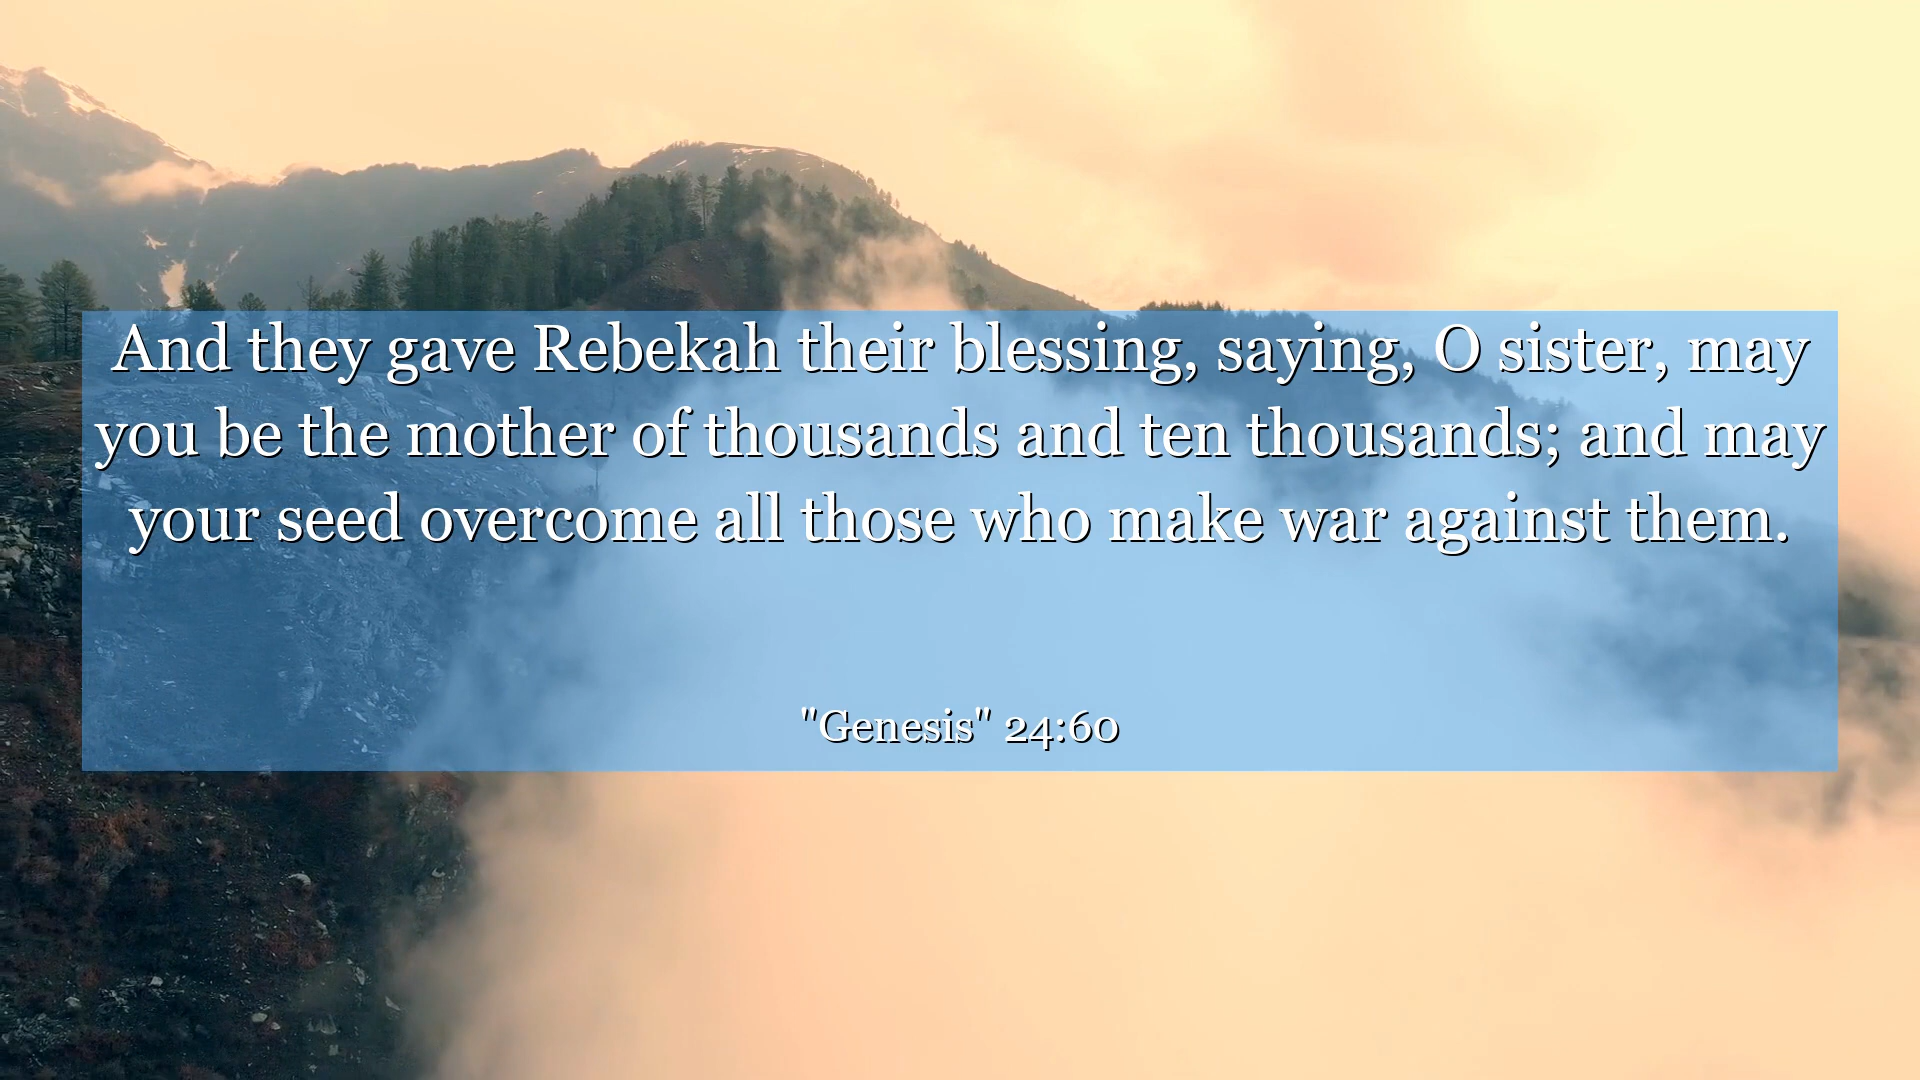 And they gave Rebekah their blessing, saying, O sister, may
you be the mother of thousands and ten thousands; and may
your seed overcome all those who make war against them.
"Genesis" 24:60